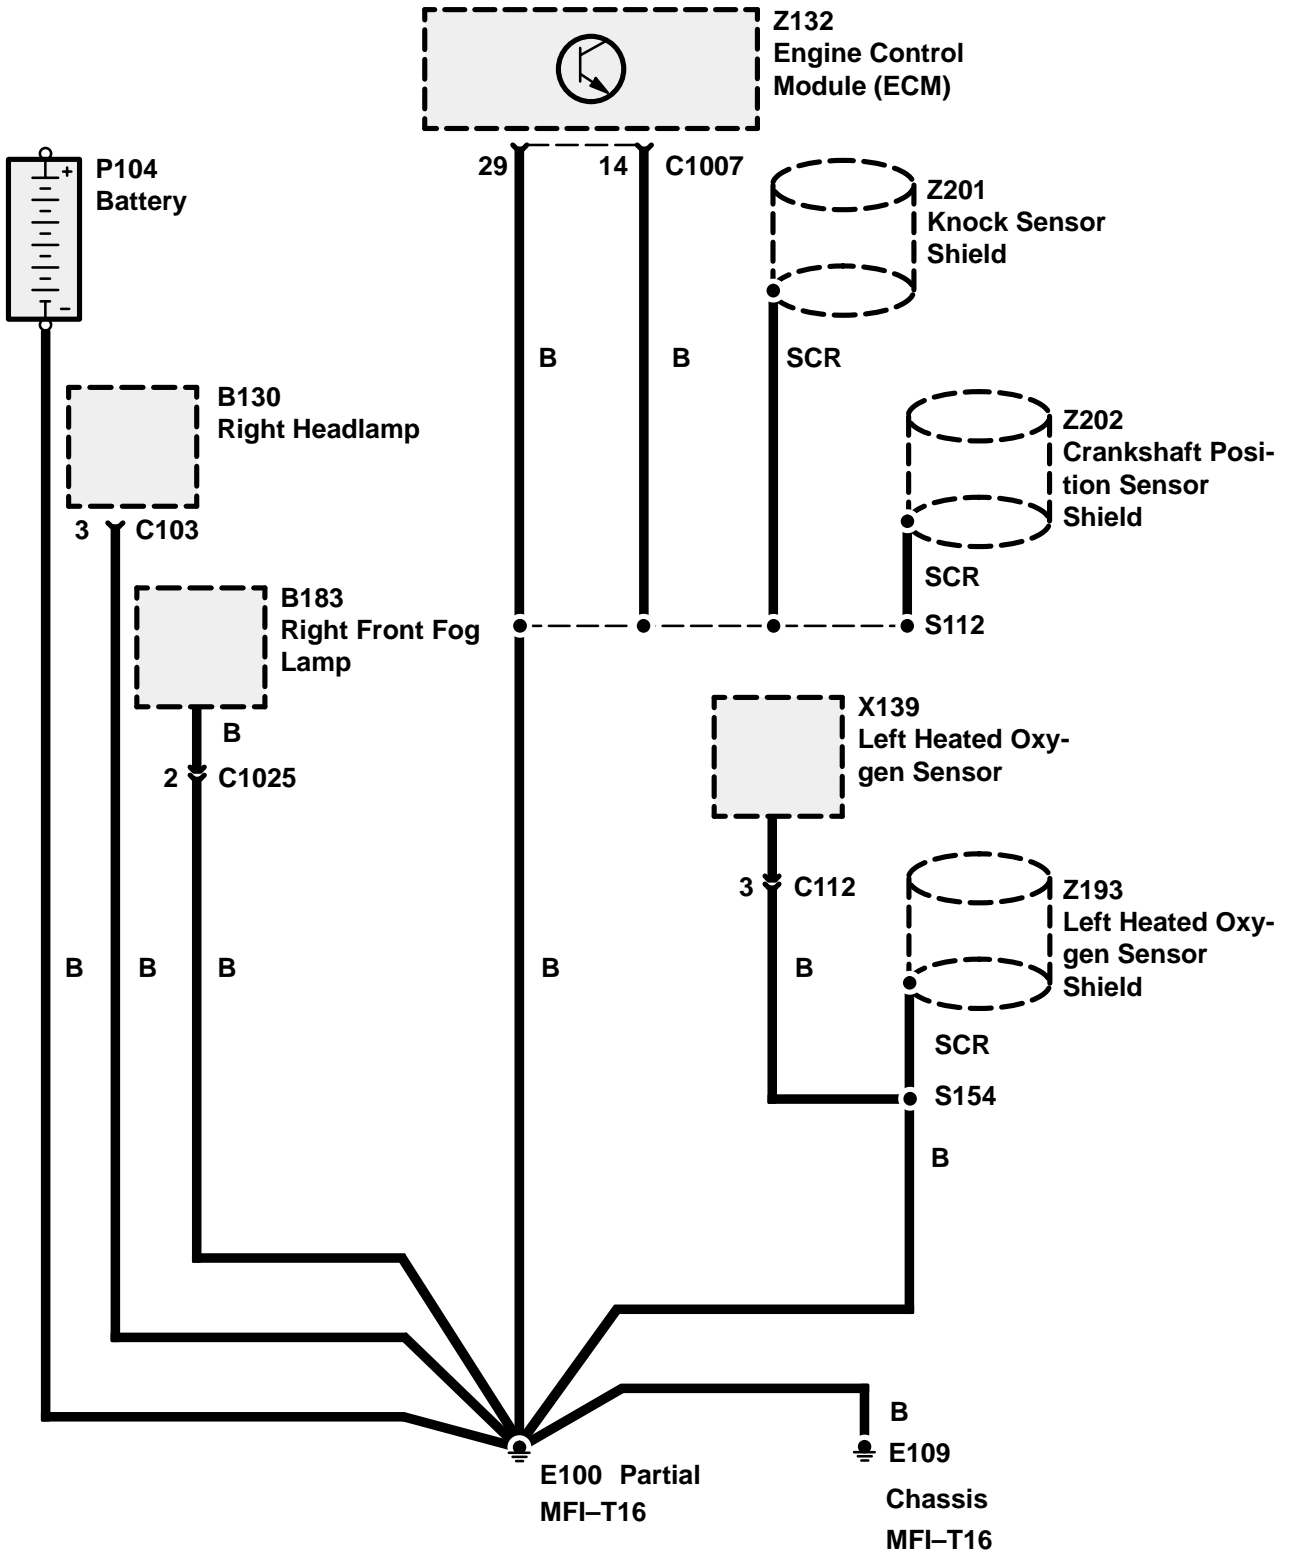 Z132
Engine Control
Module (ECM)
29
14
C1007
P104
Battery
+
–
Z201
Knock Sensor
Shield
B
B
SCR
B130
Right Headlamp
3
C103
Z202
Crankshaft Posi-
tion Sensor
Shield
SCR
S112
B183
Right Front Fog
Lamp
B
2
C1025
X139
Left Heated Oxy-
gen Sensor
3
C112
Z193
Left Heated Oxy-
gen Sensor
Shield
B
B
B
B
B
SCR
S154
B
B
E109
Chassis
MFI–T16
E100 Partial
MFI–T16